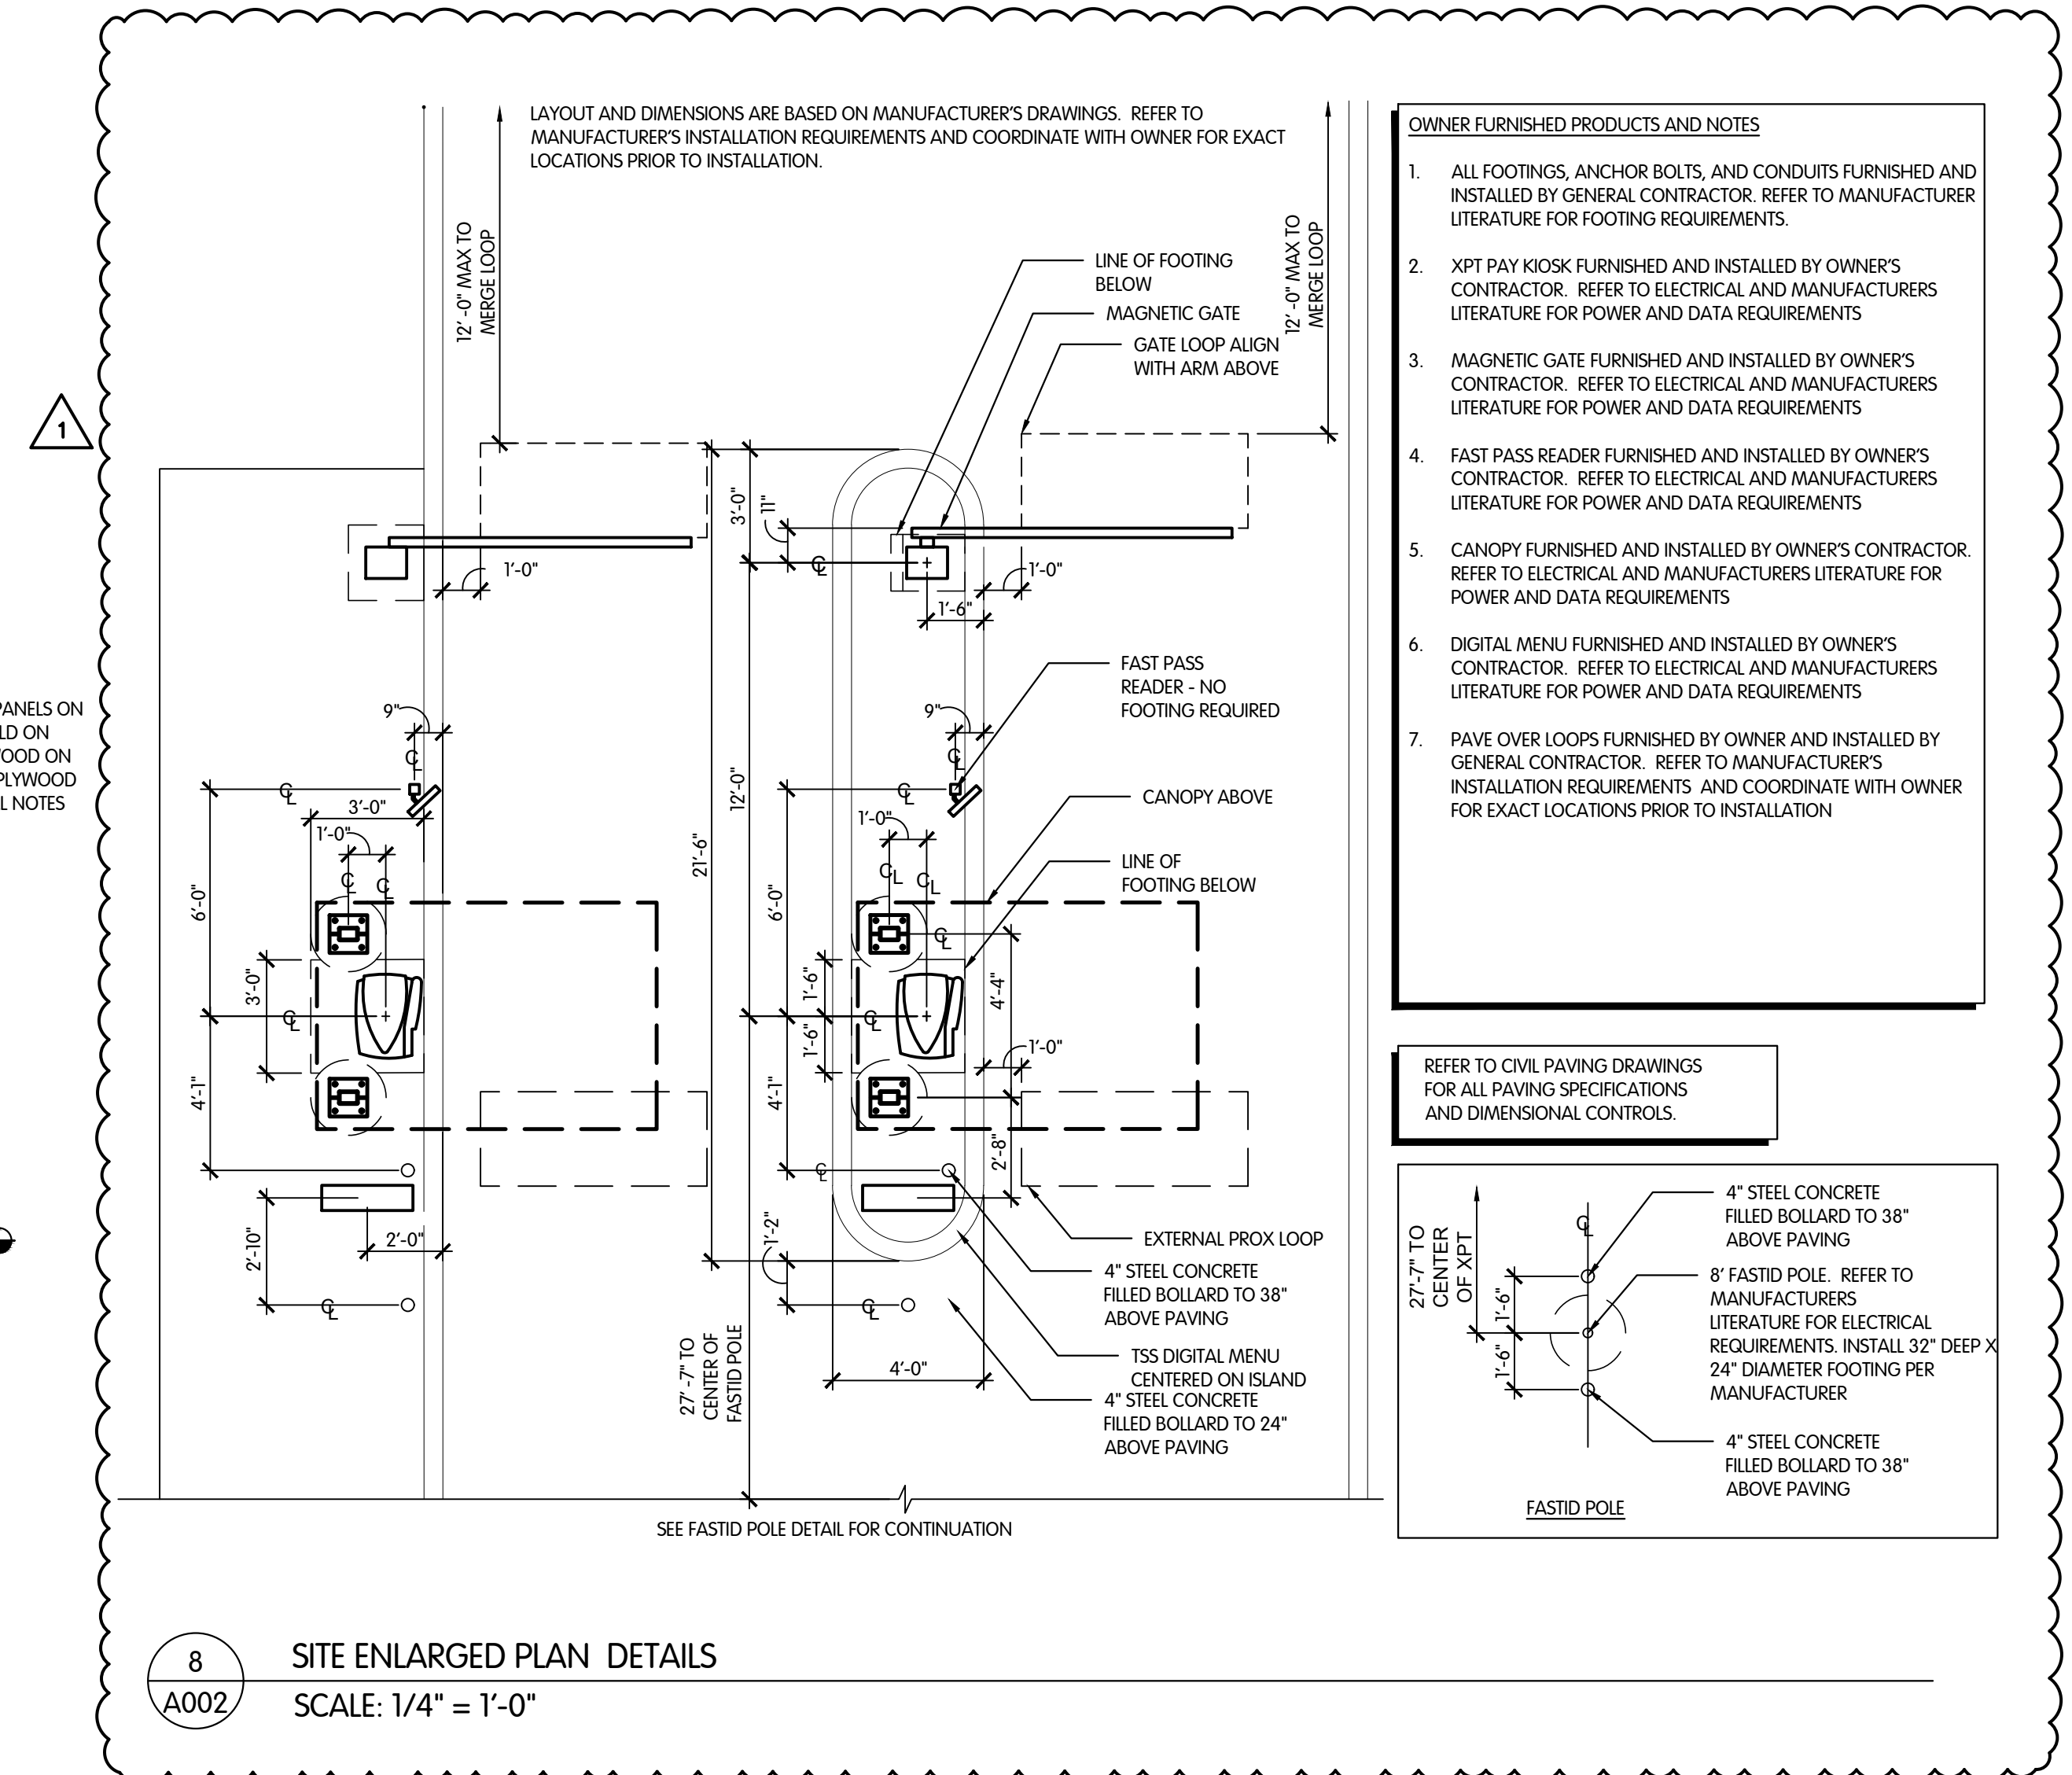 LAYOUT AND DIMENSIONS ARE BASED ON MANUFACTURER'S DRAWINGS. REFER TO
MANUFACTURER'S INSTALLATION REQUIREMENTS AND COORDINATE WITH OWNER FOR EXACT
LOCATIONS PRIOR TO INSTALLATION.
12' -0" MAX TO
MERGE LOOP
12' -0" MAX TO
MERGE LOOP
LINE OF FOOTING
BELOW
MAGNETIC GATE
GATE LOOP ALIGN
WITH ARM ABOVE
1
3'-0"
11"
℄
1'-0"
1'-0"
1'-6"
PANELS ON
LD ON
OOD ON
PLYWOOD
L NOTES
FAST PASS
READER - NO
FOOTING REQUIRED
9"
℄
9"
℄
℄
3'-0"
1'-0"
℄
℄
6'-0"
12'-0"
21'-6"
℄
1'-0"
℄
℄
6'-0"
CANOPY ABOVE
LINE OF
FOOTING BELOW
℄
3'-0"
℄
1'-6"
1'-6"
℄
4'-4"
1'-0"
4'-1"
4'-1"
℄
2'-8"
2'-10"
2'-0"
℄
1'-2"
℄
EXTERNAL PROX LOOP
4" STEEL CONCRETE
FILLED BOLLARD TO 38"
ABOVE PAVING
TSS DIGITAL MENU
CENTERED ON ISLAND
4" STEEL CONCRETE
FILLED BOLLARD TO 24"
ABOVE PAVING
27' -7" TO
CENTER OF
FASTID POLE
4'-0"
SEE FASTID POLE DETAIL FOR CONTINUATION
OWNER FURNISHED PRODUCTS AND NOTES
1. ALL FOOTINGS, ANCHOR BOLTS, AND CONDUITS FURNISHED AND
INSTALLED BY GENERAL CONTRACTOR. REFER TO MANUFACTURER
LITERATURE FOR FOOTING REQUIREMENTS.
2. XPT PAY KIOSK FURNISHED AND INSTALLED BY OWNER'S
CONTRACTOR. REFER TO ELECTRICAL AND MANUFACTURERS
LITERATURE FOR POWER AND DATA REQUIREMENTS
3. MAGNETIC GATE FURNISHED AND INSTALLED BY OWNER'S
CONTRACTOR. REFER TO ELECTRICAL AND MANUFACTURERS
LITERATURE FOR POWER AND DATA REQUIREMENTS
4. FAST PASS READER FURNISHED AND INSTALLED BY OWNER'S
CONTRACTOR. REFER TO ELECTRICAL AND MANUFACTURERS
LITERATURE FOR POWER AND DATA REQUIREMENTS
5. CANOPY FURNISHED AND INSTALLED BY OWNER'S CONTRACTOR.
REFER TO ELECTRICAL AND MANUFACTURERS LITERATURE FOR
POWER AND DATA REQUIREMENTS
6. DIGITAL MENU FURNISHED AND INSTALLED BY OWNER'S
CONTRACTOR. REFER TO ELECTRICAL AND MANUFACTURERS
LITERATURE FOR POWER AND DATA REQUIREMENTS
7. PAVE OVER LOOPS FURNISHED BY OWNER AND INSTALLED BY
GENERAL CONTRACTOR. REFER TO MANUFACTURER'S
INSTALLATION REQUIREMENTS AND COORDINATE WITH OWNER
FOR EXACT LOCATIONS PRIOR TO INSTALLATION
REFER TO CIVIL PAVING DRAWINGS
FOR ALL PAVING SPECIFICATIONS
AND DIMENSIONAL CONTROLS.
27'-7" TO
CENTER
OF XPT
℄
1'-6"
1'-6"
4" STEEL CONCRETE
FILLED BOLLARD TO 38"
ABOVE PAVING
8' FASTID POLE. REFER TO
MANUFACTURERS
LITERATURE FOR ELECTRICAL
REQUIREMENTS. INSTALL 32" DEEP X
24" DIAMETER FOOTING PER
MANUFACTURER
4" STEEL CONCRETE
FILLED BOLLARD TO 38"
ABOVE PAVING
FASTID POLE
8
A002
SITE ENLARGED PLAN DETAILS
SCALE: 1/4" = 1'-0"